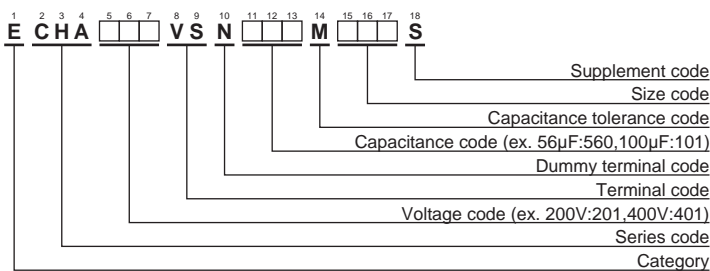 1 2 3 4 5 6 7 8 9 10 11 12 13 14 15 16 17 18
E CHA □□□ VS N □□□ M □□□ S
Supplement code
Size code
Capacitance tolerance code
Capacitance code (ex. 56μF:560,100μF:101)
Dummy terminal code
Terminal code
Voltage code (ex. 200V:201,400V:401)
Series code
Category